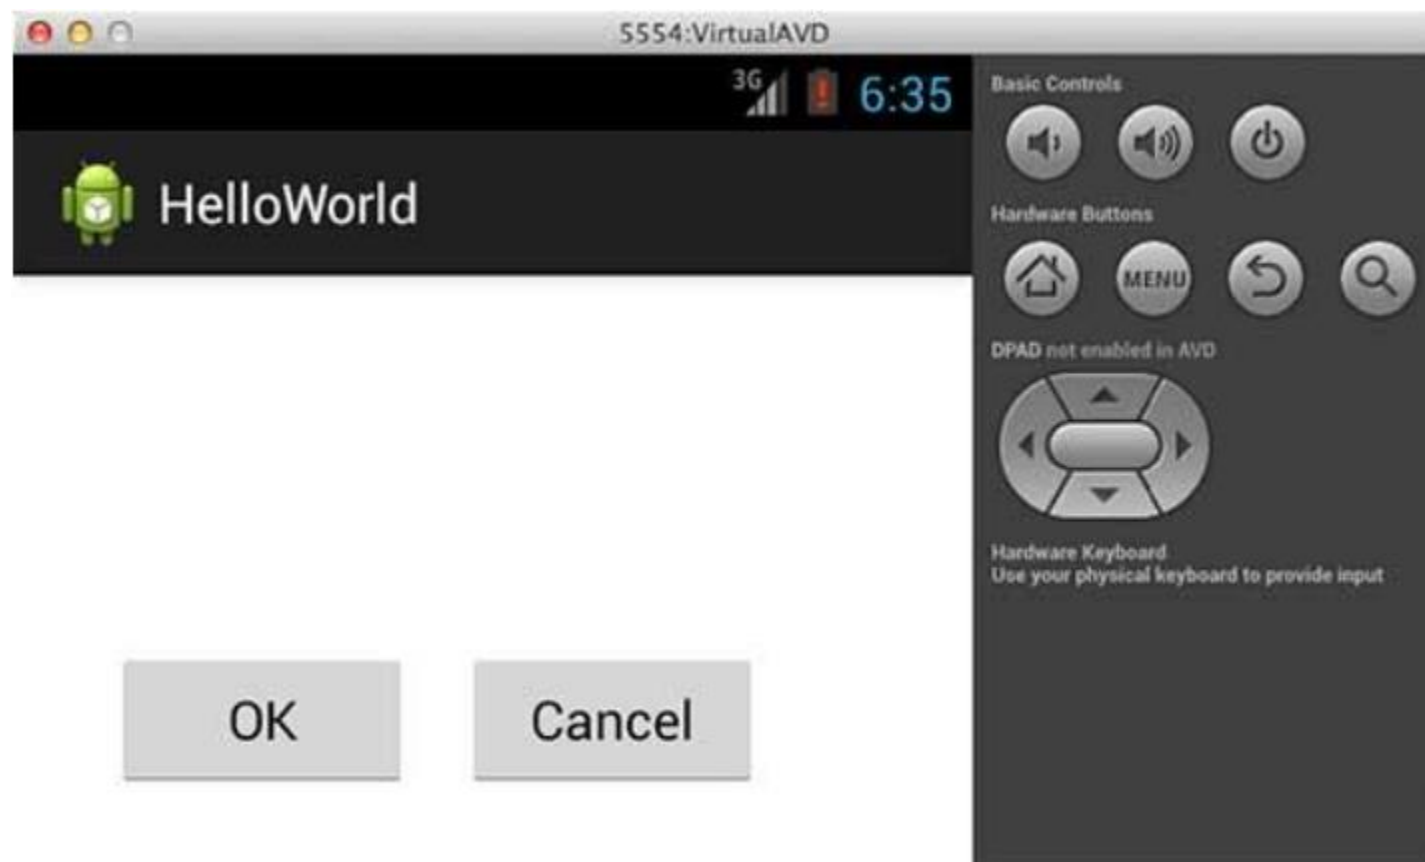 5554:VirtualAVD
3G
6:35
HelloWorld
OK
Cancel
Basic Controls
Hardware Buttons
MENU
DPAD not enabled in AVD
Hardware Keyboard
Use your physical keyboard to provide input